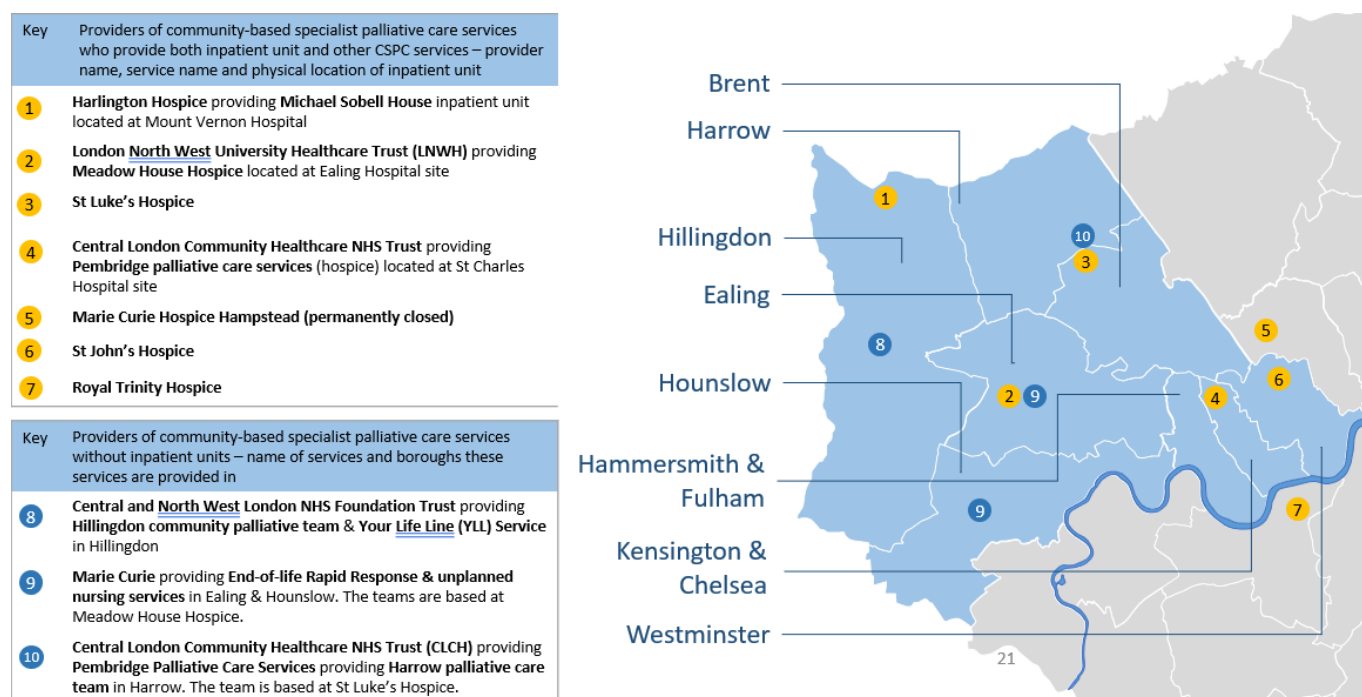 Key
Providers of community-based specialist palliative care services
who provide both inpatient unit and other CSPC services – provider
name, service name and physical location of inpatient unit
1
Harlington Hospice providing Michael Sobell House inpatient unit
located at Mount Vernon Hospital
2
London North West University Healthcare Trust (LNWH) providing
Meadow House Hospice located at Ealing Hospital site
3
St Luke's Hospice
4
Central London Community Healthcare NHS Trust providing
Pembridge palliative care services (hospice) located at St Charles
Hospital site
5
Marie Curie Hospice Hampstead (permanently closed)
6
St John's Hospice
7
Royal Trinity Hospice
Key
Providers of community-based specialist palliative care services
without inpatient units – name of services and boroughs these
services are provided in
8
Central and North West London NHS Foundation Trust providing
Hillingdon community palliative team & Your Life Line (YLL) Service
in Hillingdon
9
Marie Curie providing End-of-life Rapid Response & unplanned
nursing services in Ealing & Hounslow. The teams are based at
Meadow House Hospice.
10
Central London Community Healthcare NHS Trust (CLCH) providing
Pembridge Palliative Care Services providing Harrow palliative care
team in Harrow. The team is based at St Luke's Hospice.
Brent
Harrow
Hillingdon
Ealing
Hounslow
Hammersmith &
Fulham
Kensington &
Chelsea
Westminster
1
10
3
5
8
6
2
9
4
9
7
21